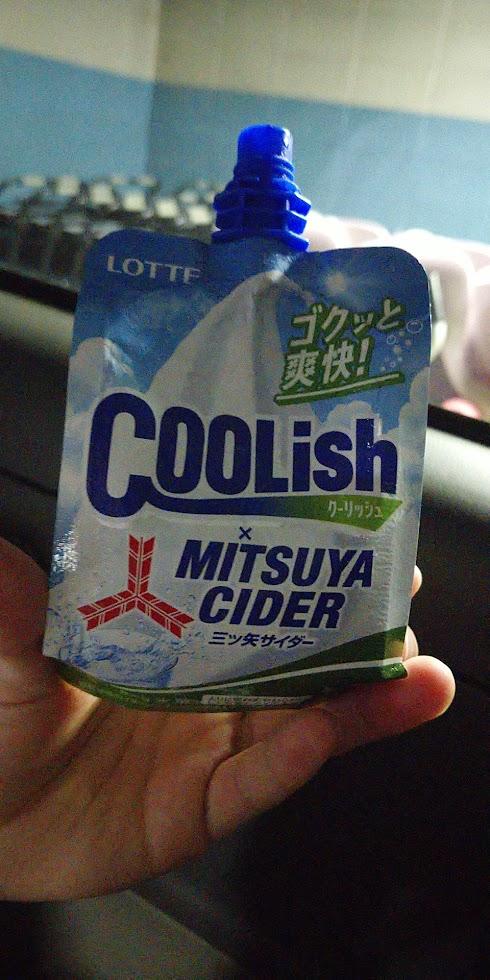 LOTTE
ゴクッと
爽快!
COOLish
クーリッシュ
×
MITSUYA
CIDER
三ツ矢サイダー